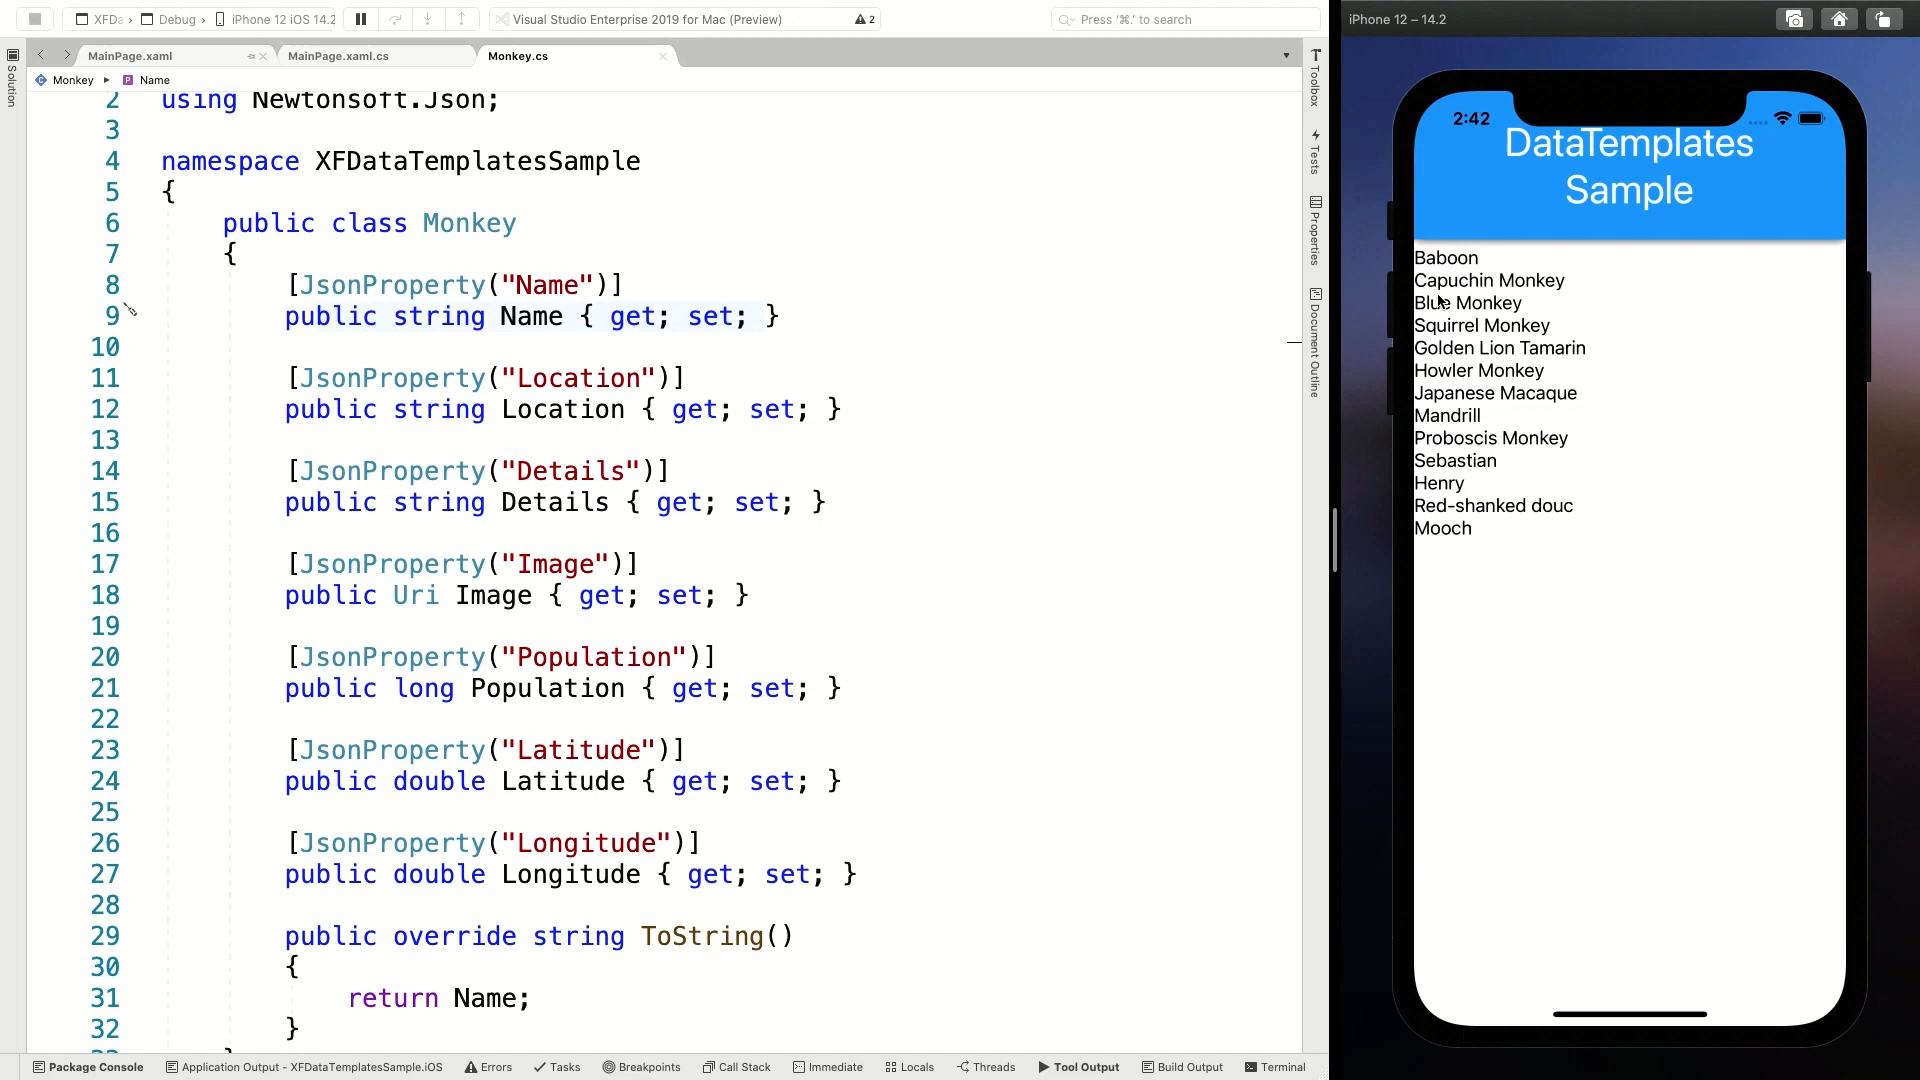 XFDa › Debug › iPhone 12 iOS 14.2
Visual Studio Enterprise 2019 for Mac (Preview)
2
Press ‘⌘.’ to search
MainPage.xaml
MainPage.xaml.cs
Monkey.cs
Monkey ▸ Name
Solution
2 using Newtonsoft.Json;
3
4 namespace XFDataTemplatesSample
5 {
6 public class Monkey
7 {
8 [JsonProperty("Name")]
9 public string Name { get; set; }
10
11 [JsonProperty("Location")]
12 public string Location { get; set; }
13
14 [JsonProperty("Details")]
15 public string Details { get; set; }
16
17 [JsonProperty("Image")]
18 public Uri Image { get; set; }
19
20 [JsonProperty("Population")]
21 public long Population { get; set; }
22
23 [JsonProperty("Latitude")]
24 public double Latitude { get; set; }
25
26 [JsonProperty("Longitude")]
27 public double Longitude { get; set; }
28
29 public override string ToString()
30 {
31 return Name;
32 }
Toolbox
Tests
Properties
Document Outline
Package Console
Application Output - XFDataTemplatesSample.iOS
Errors
Tasks
Breakpoints
Call Stack
Immediate
Locals
Threads
Tool Output
Build Output
Terminal
iPhone 12 – 14.2
2:42
DataTemplates
Sample
Baboon
Capuchin Monkey
Blue Monkey
Squirrel Monkey
Golden Lion Tamarin
Howler Monkey
Japanese Macaque
Mandrill
Proboscis Monkey
Sebastian
Henry
Red-shanked douc
Mooch